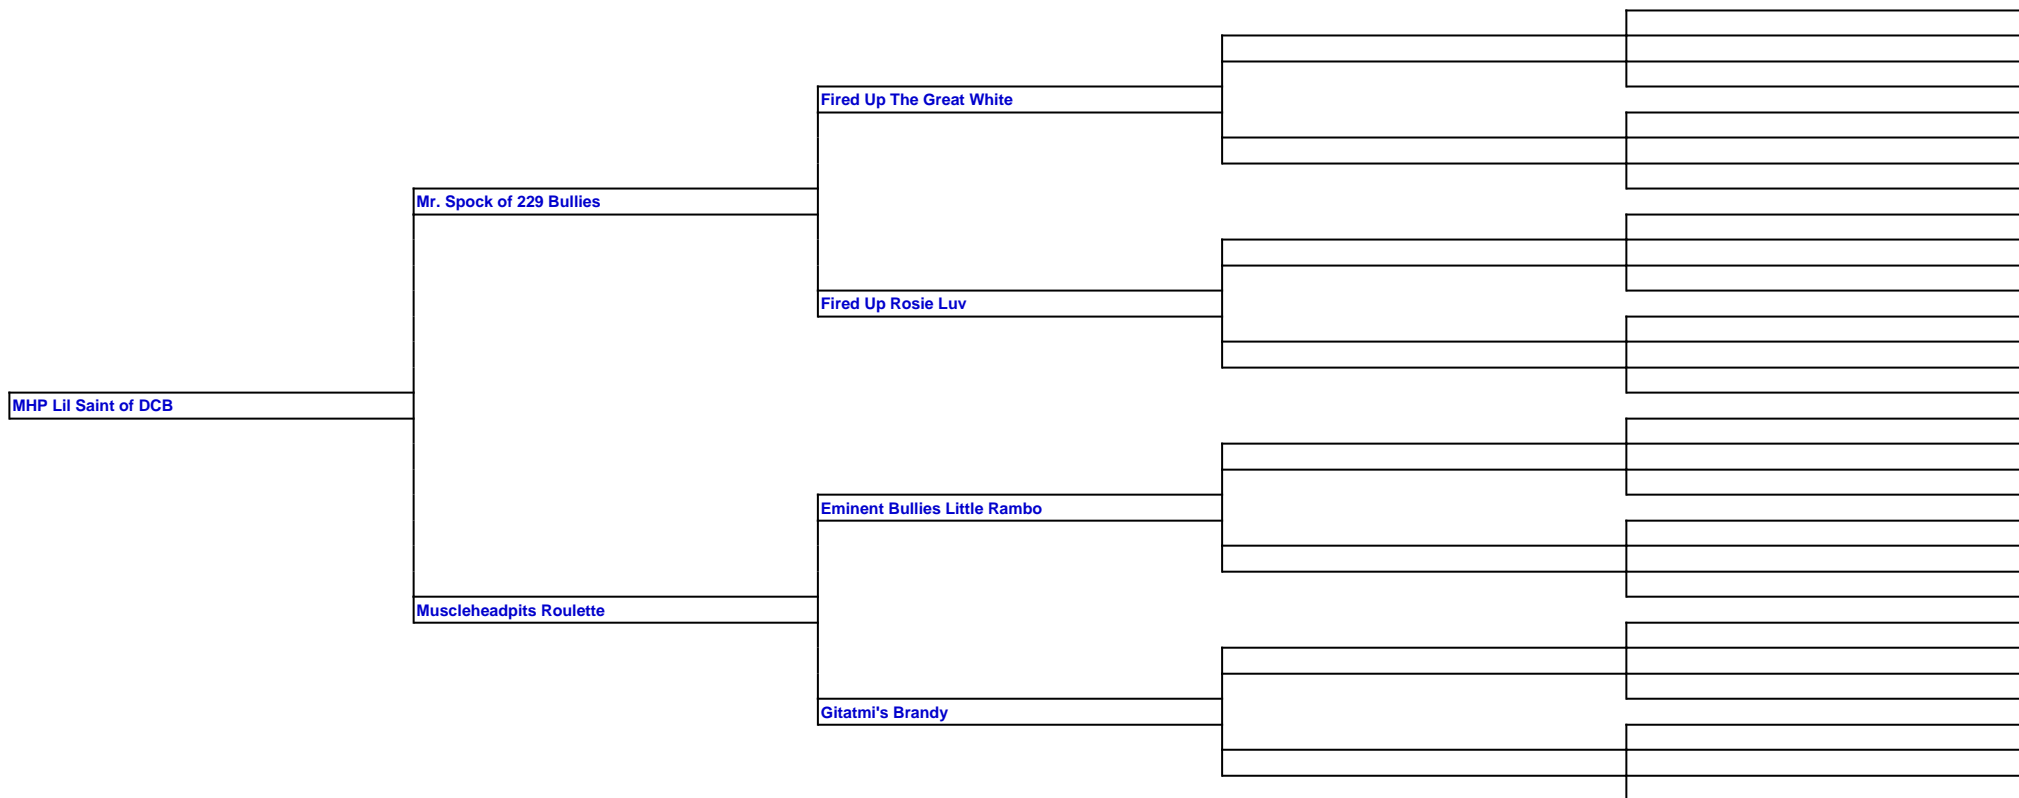 Fired Up The Great White
Mr. Spock of 229 Bullies
Fired Up Rosie Luv
MHP Lil Saint of DCB
Eminent Bullies Little Rambo
Muscleheadpits Roulette
Gitatmi's Brandy